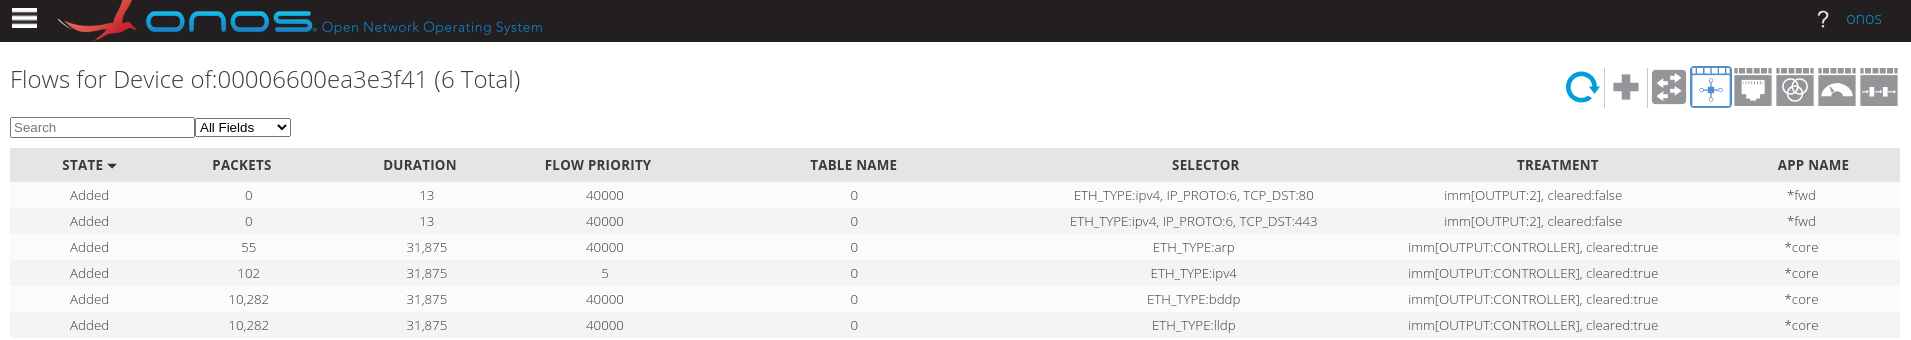 onos Open Network Operating System ? onos
Flows for Device of:00006600ea3e3f41 (6 Total)
Search All Fields
STATE PACKETS DURATION FLOW PRIORITY TABLE NAME SELECTOR TREATMENT APP NAME
Added 0 13 40000 0 ETH_TYPE:ipv4, IP_PROTO:6, TCP_DST:80 imm[OUTPUT:2], cleared:false *fwd
Added 0 13 40000 0 ETH_TYPE:ipv4, IP_PROTO:6, TCP_DST:443 imm[OUTPUT:2], cleared:false *fwd
Added 55 31,875 40000 0 ETH_TYPE:arp imm[OUTPUT:CONTROLLER], cleared:true *core
Added 102 31,875 5 0 ETH_TYPE:ipv4 imm[OUTPUT:CONTROLLER], cleared:true *core
Added 10,282 31,875 40000 0 ETH_TYPE:bddp imm[OUTPUT:CONTROLLER], cleared:true *core
Added 10,282 31,875 40000 0 ETH_TYPE:lldp imm[OUTPUT:CONTROLLER], cleared:true *core